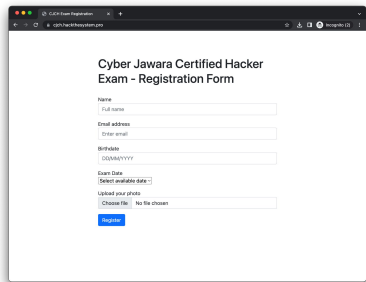 CJCH Exam Registration
cjch.hackthesystem.pro
Incognito (2)
Cyber Jawara Certified Hacker
Exam - Registration Form
Name
Full name
Email address
Enter email
Birthdate
DD/MM/YYYY
Exam Date
Select available date
Upload your photo
Choose file No file chosen
Register